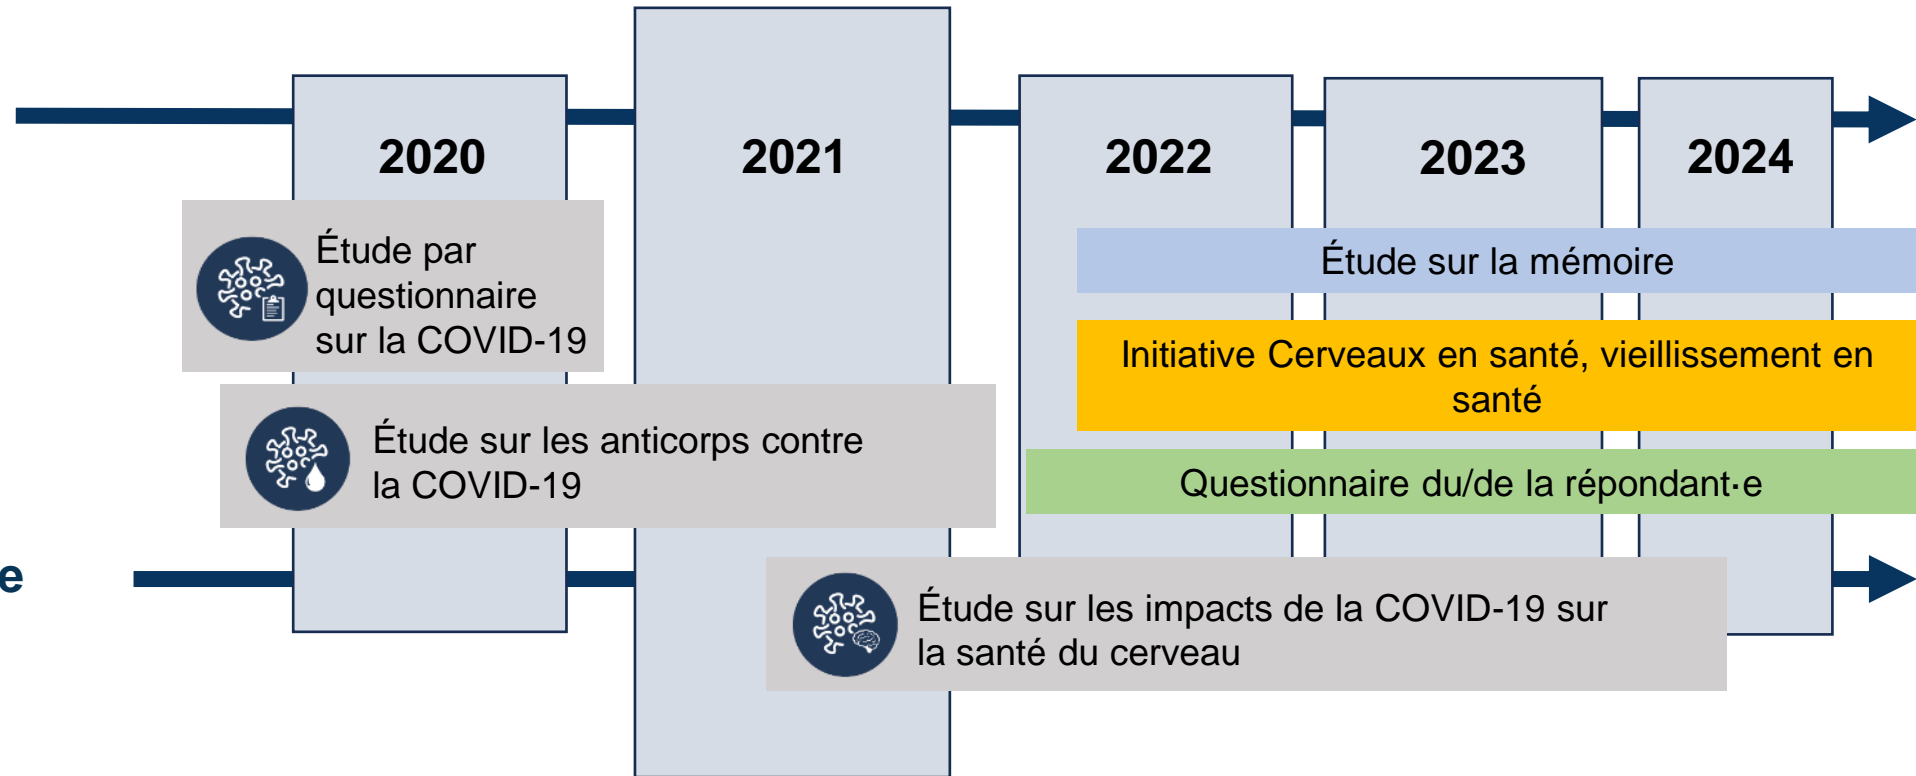 2020
2021
2022
2023
2024
Étude par
questionnaire
sur la COVID-19
Étude sur la mémoire
Initiative Cerveaux en santé, vieillissement en
santé
Étude sur les anticorps contre
la COVID-19
Questionnaire du/de la répondant·e
e
Étude sur les impacts de la COVID-19 sur
la santé du cerveau